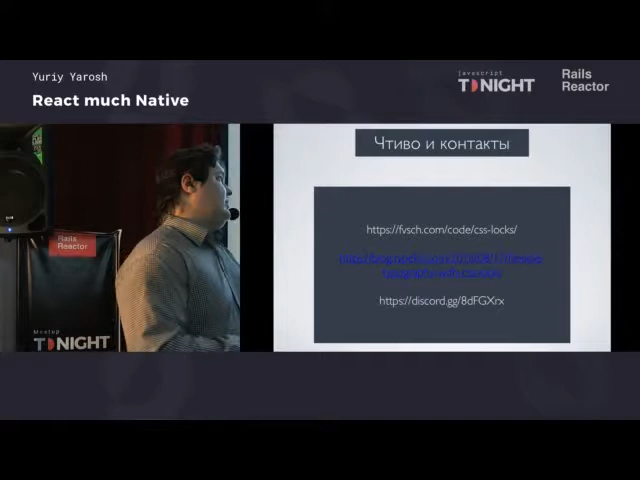 Yuriy Yarosh
React much Native
javascript
TONIGHT
Rails
Reactor
Чтиво и контакты
https://fvsch.com/code/css-locks/
https://discord.gg/8dFGXrx
Rails
Reactor
Meetup
TONIGHT